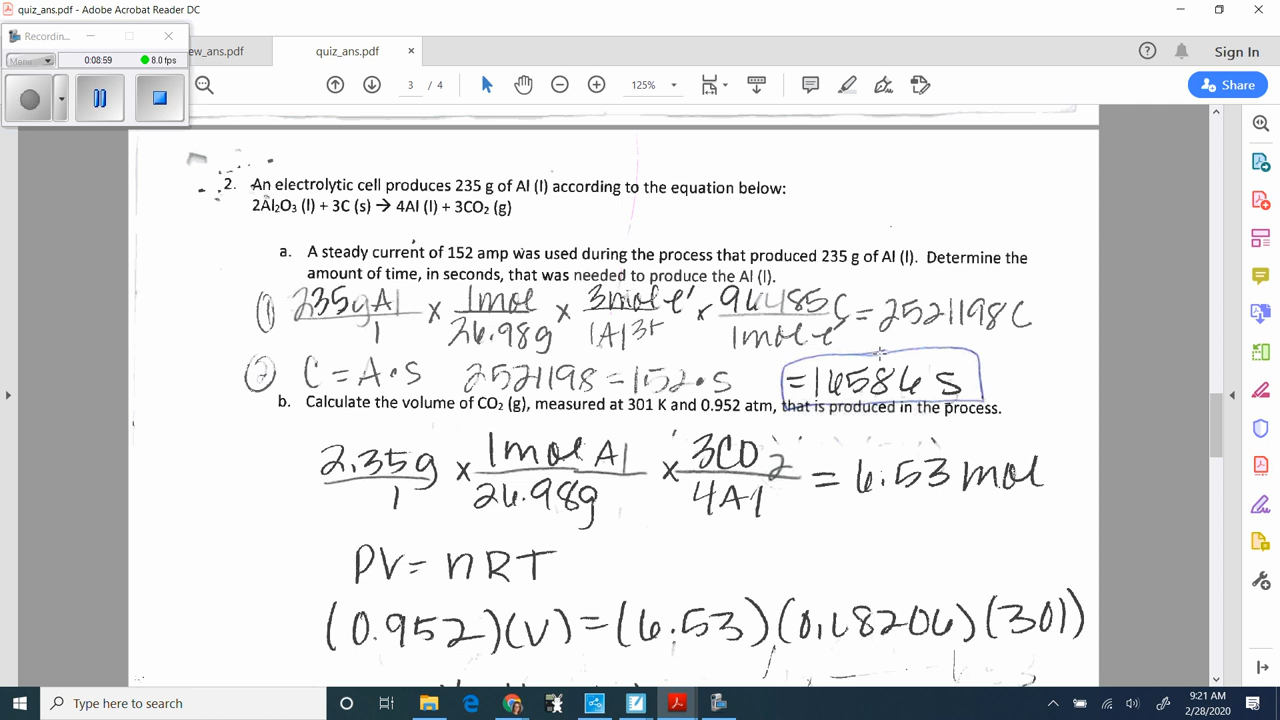 quiz_ans.pdf - Adobe Acrobat Reader DC
Recordin...
ew_ans.pdf
quiz_ans.pdf
Sign In
Menu
0:08:59
8.0 fps
3 / 4
125%
Share
2. An electrolytic cell produces 235 g of Al (l) according to the equation below:
2Al₂O₃ (l) + 3C (s) → 4Al (l) + 3CO₂ (g)
a. A steady current of 152 amp was used during the process that produced 235 g of Al (l). Determine the
amount of time, in seconds, that was needed to produce the Al (l).
① 235gAl/1 × 1mol/26.98g × 3mol e⁻/1Al³⁺ × 96485C/1mol e⁻ = 2521198C
② C = A • S 2521198 = 152 • S = 16586 s
b. Calculate the volume of CO₂ (g), measured at 301 K and 0.952 atm, that is produced in the process.
2.35g/1 × 1mol Al/26.98g × 3CO2/4Al = 6.53 mol
PV = nRT
(0.952)(V) = (6.53)(0.08206)(301)
Type here to search
9:21 AM
2/28/2020